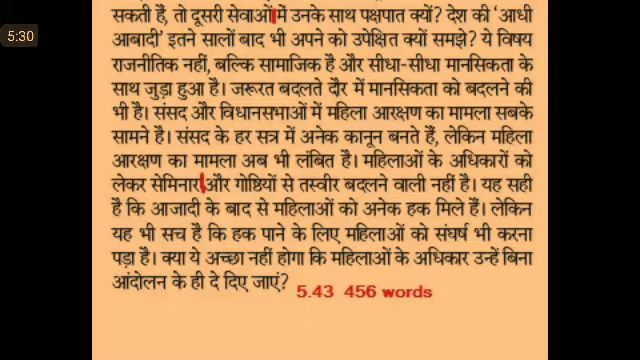 5:30
सकती है, तो दूसरी सेवाओं में उनके साथ पक्षपात क्यों? देश की 'आधी
आबादी' इतने सालों बाद भी अपने को उपेक्षित क्यों समझे? ये विषय
राजनीतिक नहीं, बल्कि सामाजिक है और सीधा-सीधा मानसिकता के
साथ जुड़ा हुआ है। जरूरत बदलते दौर में मानसिकता को बदलने की
भी है। संसद और विधानसभाओं में महिला आरक्षण का मामला सबके
सामने है। संसद के हर सत्र में अनेक कानून बनते हैं, लेकिन महिला
आरक्षण का मामला अब भी लंबित है। महिलाओं के अधिकारों को
लेकर सेमिनार और गोष्ठियों से तस्वीर बदलने वाली नहीं है। यह सही
है कि आजादी के बाद से महिलाओं को अनेक हक मिले हैं। लेकिन
यह भी सच है कि हक पाने के लिए महिलाओं को संघर्ष भी करना
पड़ा है। क्या ये अच्छा नहीं होगा कि महिलाओं के अधिकार उन्हें बिना
आंदोलन के ही दे दिए जाएं?
5.43 456 words